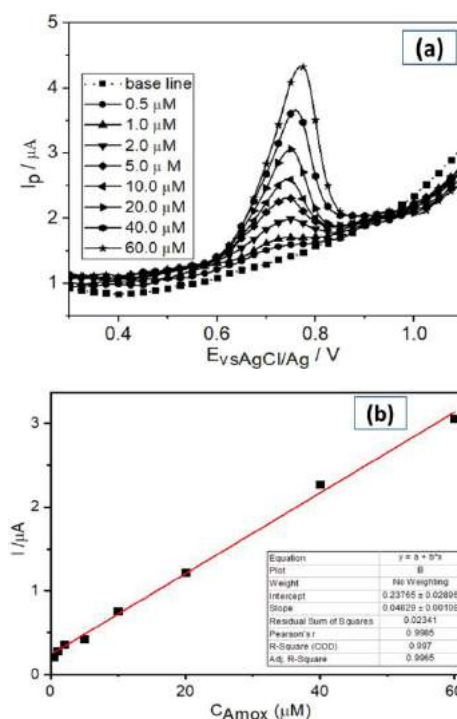 (a)
base line
0.5 μM
1.0 μM
2.0 μM
5.0 μ M
10.0 μM
20.0 μM
40.0 μM
60.0 μM
5
4
3
2
1
Ip / μA
0.4 0.6 0.8 1.0
EvsAgCl/Ag / V
(b)
3
2
1
0
I /μA
Equation y = a + b*x
Plot B
Weight No Weighting
Intercept 0.23765 ± 0.02896
Slope 0.04829 ± 0.00109
Residual Sum of Squares 0.02341
Pearson's r 0.9985
R-Square (COD) 0.997
Adj. R-Square 0.9965
0 20 40 60
CAmox (μM)